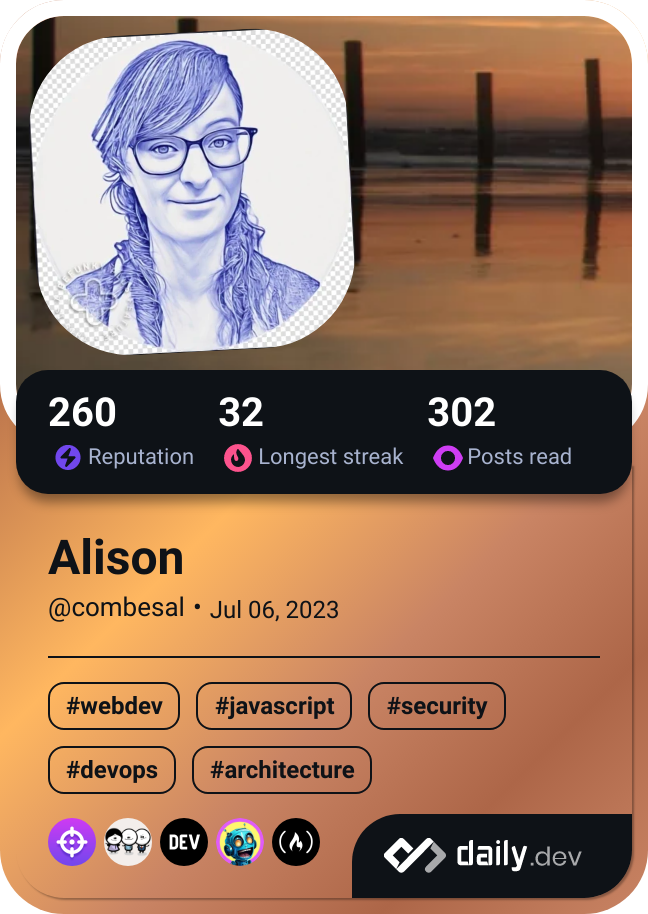 260 32 302
Reputation Longest streak Posts read
Alison
@combesal • Jul 06, 2023
#webdev #javascript #security
#devops #architecture
DEV
daily.dev